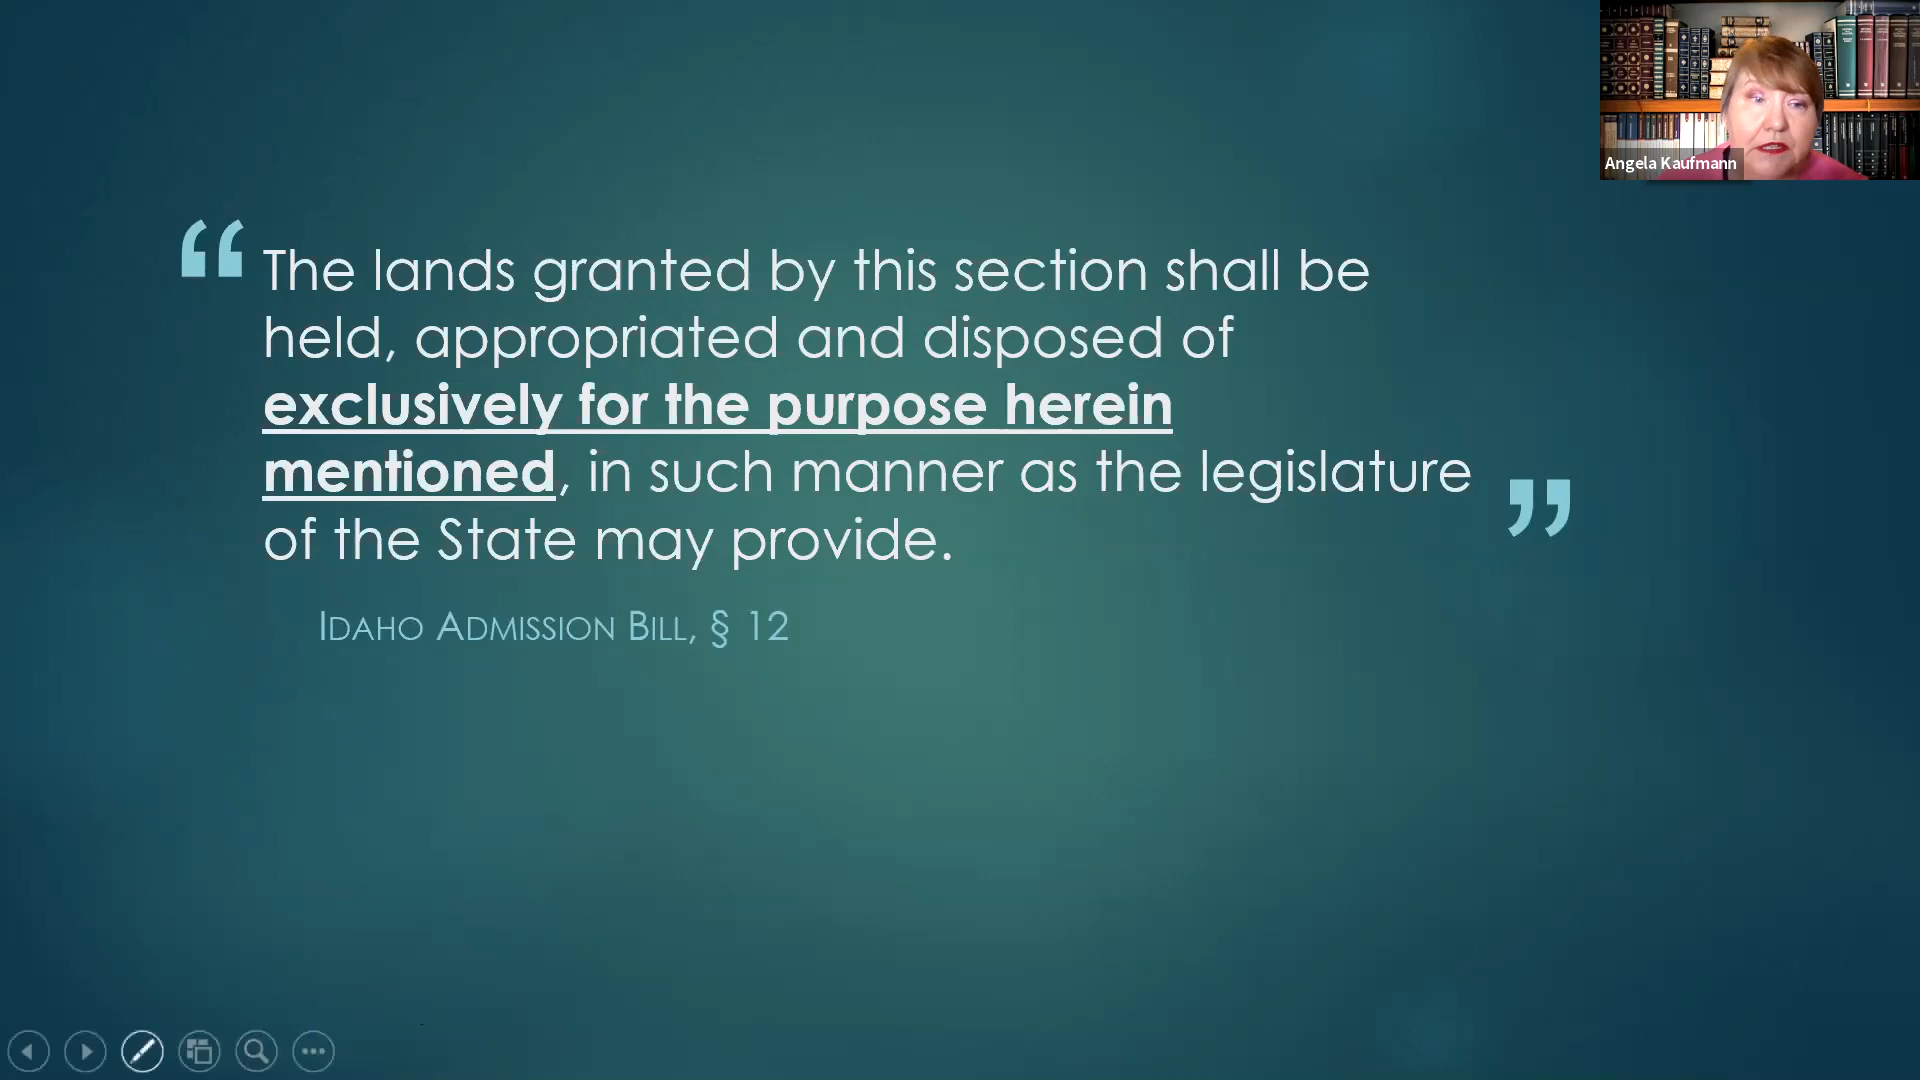 Angela Kaufmann
“The lands granted by this section shall be
held, appropriated and disposed of
exclusively for the purpose herein
mentioned, in such manner as the legislature
of the State may provide.”
Idaho Admission Bill, § 12